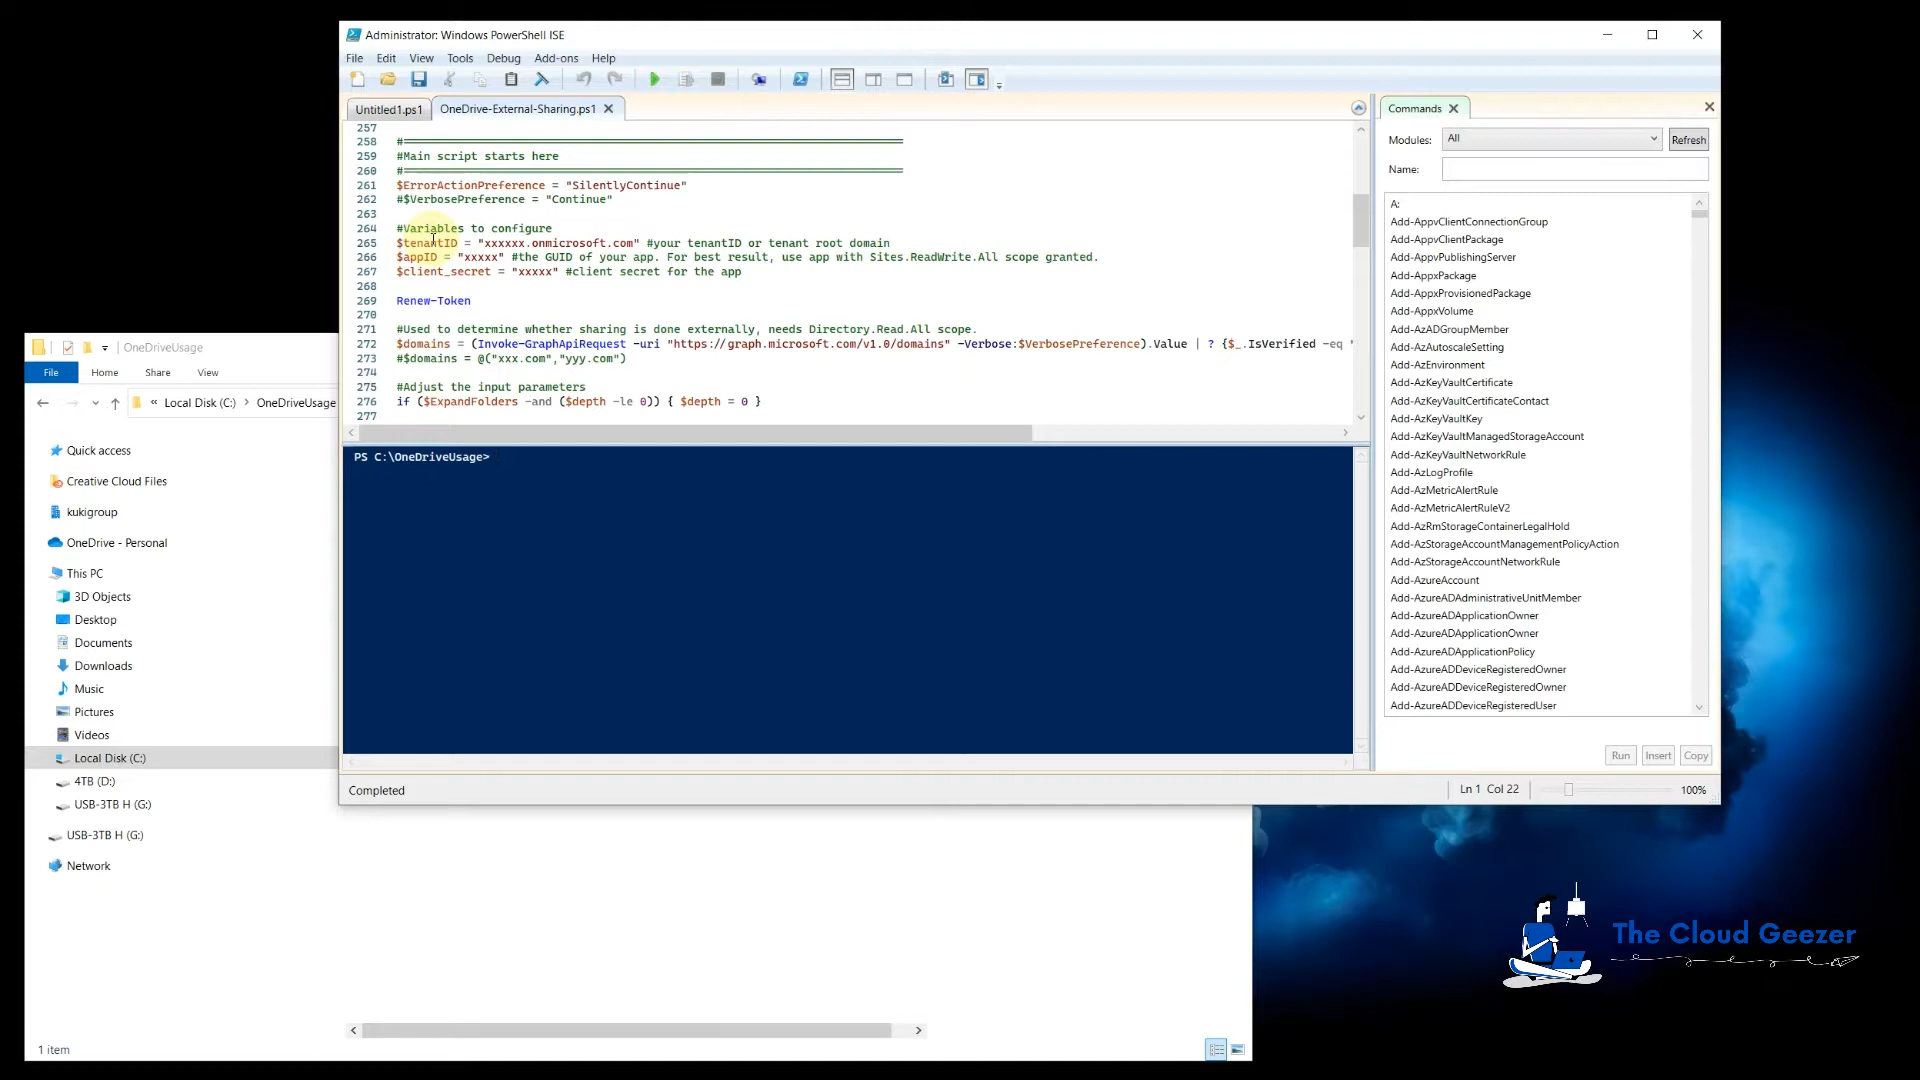 Administrator: Windows PowerShell ISE
File Edit View Tools Debug Add-ons Help
Untitled1.ps1 OneDrive-External-Sharing.ps1
257
258 #===========================================================================
259 #Main script starts here
260 #===========================================================================
261 $ErrorActionPreference = "SilentlyContinue"
262 #$VerbosePreference = "Continue"
263
264 #Variables to configure
265 $tenantID = "xxxxxx.onmicrosoft.com" #your tenantID or tenant root domain
266 $appID = "xxxxx" #the GUID of your app. For best result, use app with Sites.ReadWrite.All scope granted.
267 $client_secret = "xxxxx" #client secret for the app
268
269 Renew-Token
270
271 #Used to determine whether sharing is done externally, needs Directory.Read.All scope.
272 $domains = (Invoke-GraphApiRequest -uri "https://graph.microsoft.com/v1.0/domains" -Verbose:$VerbosePreference).Value | ? {$_.IsVerified -eq "
273 #$domains = @("xxx.com","yyy.com")
274
275 #Adjust the input parameters
276 if ($ExpandFolders -and ($depth -le 0)) { $depth = 0 }
277
PS C:\OneDriveUsage>
Completed
Ln 1 Col 22
100%
Commands
Modules: All Refresh
Name:
A:
Add-AppvClientConnectionGroup
Add-AppvClientPackage
Add-AppvPublishingServer
Add-AppxPackage
Add-AppxProvisionedPackage
Add-AppxVolume
Add-AzADGroupMember
Add-AzAutoscaleSetting
Add-AzEnvironment
Add-AzKeyVaultCertificate
Add-AzKeyVaultCertificateContact
Add-AzKeyVaultKey
Add-AzKeyVaultManagedStorageAccount
Add-AzKeyVaultNetworkRule
Add-AzLogProfile
Add-AzMetricAlertRule
Add-AzMetricAlertRuleV2
Add-AzRmStorageContainerLegalHold
Add-AzStorageAccountManagementPolicyAction
Add-AzStorageAccountNetworkRule
Add-AzureAccount
Add-AzureADAdministrativeUnitMember
Add-AzureADApplicationOwner
Add-AzureADApplicationOwner
Add-AzureADApplicationPolicy
Add-AzureADDeviceRegisteredOwner
Add-AzureADDeviceRegisteredOwner
Add-AzureADDeviceRegisteredUser
Run Insert Copy
OneDriveUsage
File Home Share View
« Local Disk (C:) > OneDriveUsage
Quick access
Creative Cloud Files
kukigroup
OneDrive - Personal
This PC
3D Objects
Desktop
Documents
Downloads
Music
Pictures
Videos
Local Disk (C:)
4TB (D:)
USB-3TB H (G:)
USB-3TB H (G:)
Network
1 item
The Cloud Geezer